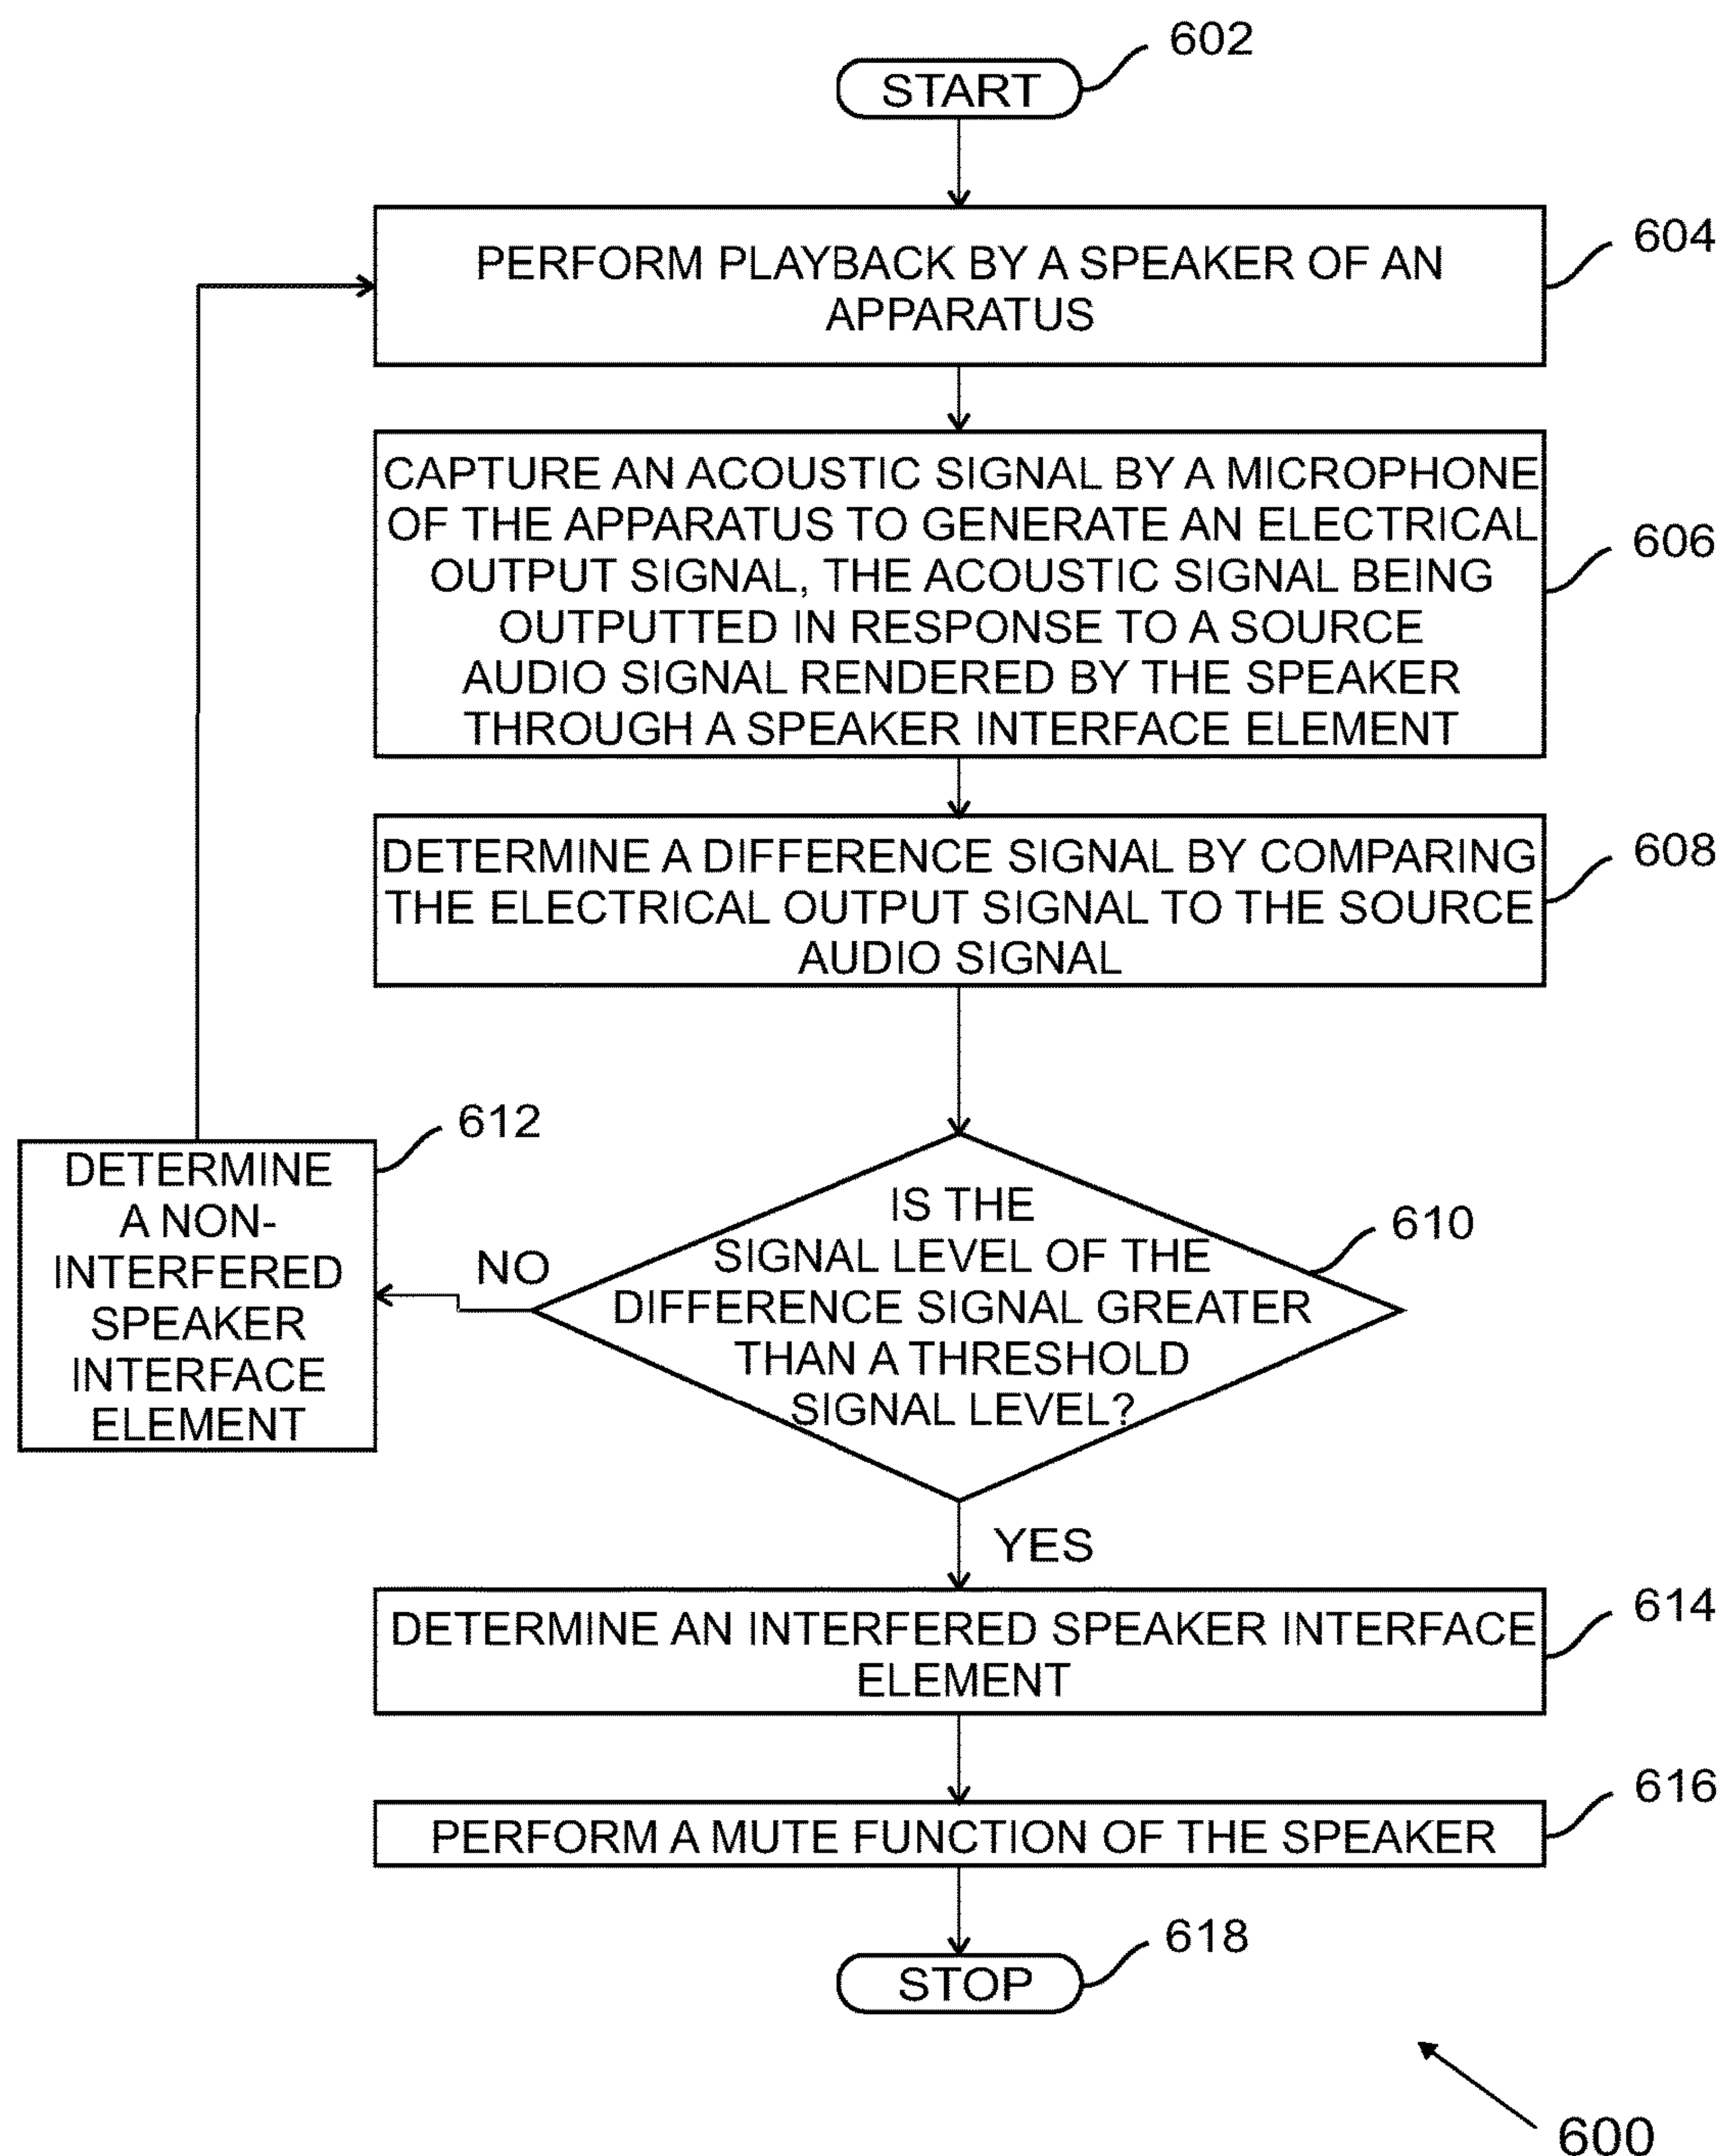 602
START
604
PERFORM PLAYBACK BY A SPEAKER OF AN
APPARATUS
CAPTURE AN ACOUSTIC SIGNAL BY A MICROPHONE
OF THE APPARATUS TO GENERATE AN ELECTRICAL
OUTPUT SIGNAL, THE ACOUSTIC SIGNAL BEING
OUTPUTTED IN RESPONSE TO A SOURCE
AUDIO SIGNAL RENDERED BY THE SPEAKER
THROUGH A SPEAKER INTERFACE ELEMENT
606
DETERMINE A DIFFERENCE SIGNAL BY COMPARING
THE ELECTRICAL OUTPUT SIGNAL TO THE SOURCE
AUDIO SIGNAL
608
612
DETERMINE
A NON-
INTERFERED
SPEAKER
INTERFACE
ELEMENT
NO
IS THE
SIGNAL LEVEL OF THE
DIFFERENCE SIGNAL GREATER
THAN A THRESHOLD
SIGNAL LEVEL?
610
YES
DETERMINE AN INTERFERED SPEAKER INTERFACE
ELEMENT
614
616
PERFORM A MUTE FUNCTION OF THE SPEAKER
618
STOP
600